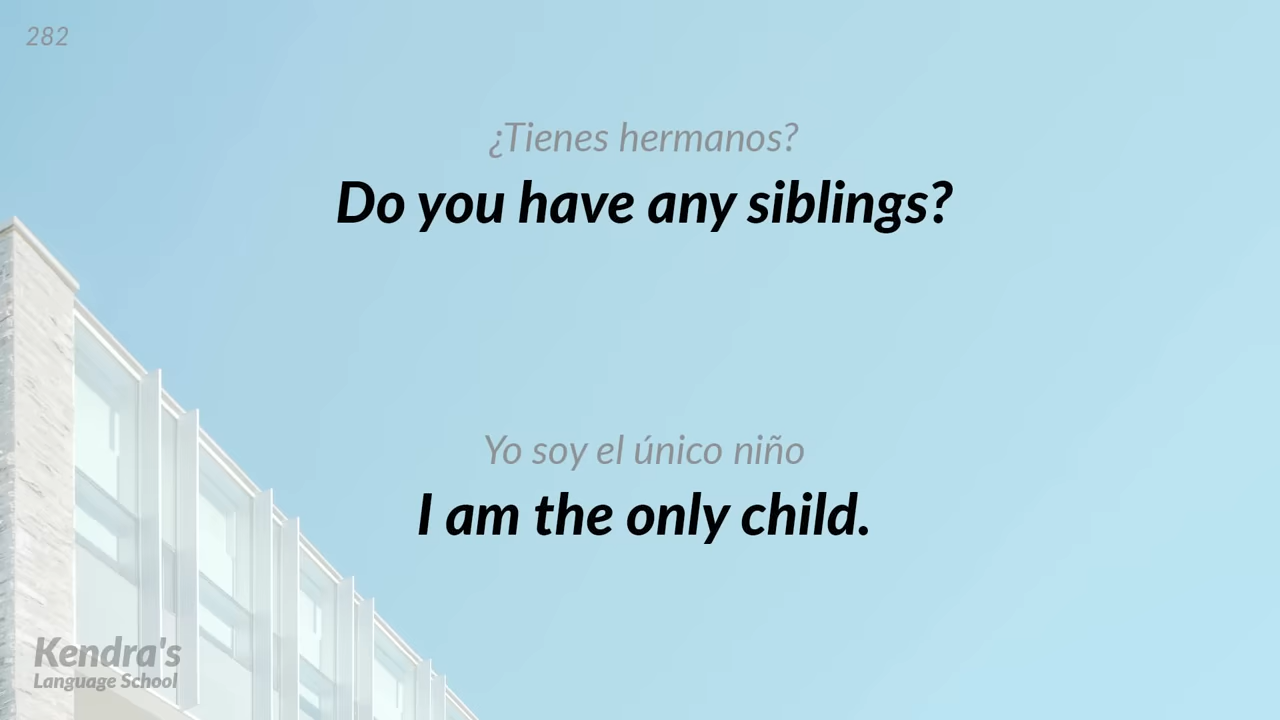 282
¿Tienes hermanos?
Do you have any siblings?
Yo soy el único niño
I am the only child.
Kendra's
Language School